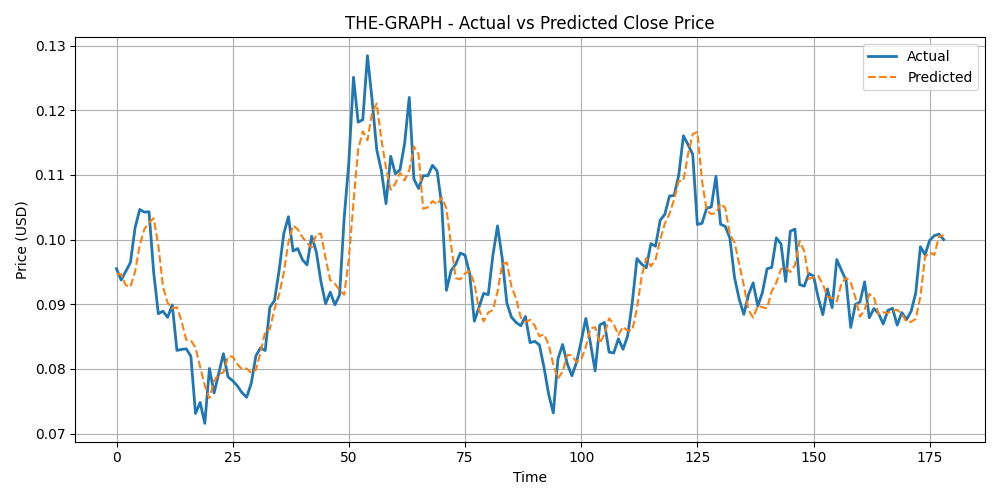 THE-GRAPH - Actual vs Predicted Close Price
Price (USD)
0.13
0.12
0.11
0.10
0.09
0.08
0.07
Actual
Predicted
0 25 50 75 100 125 150 175
Time